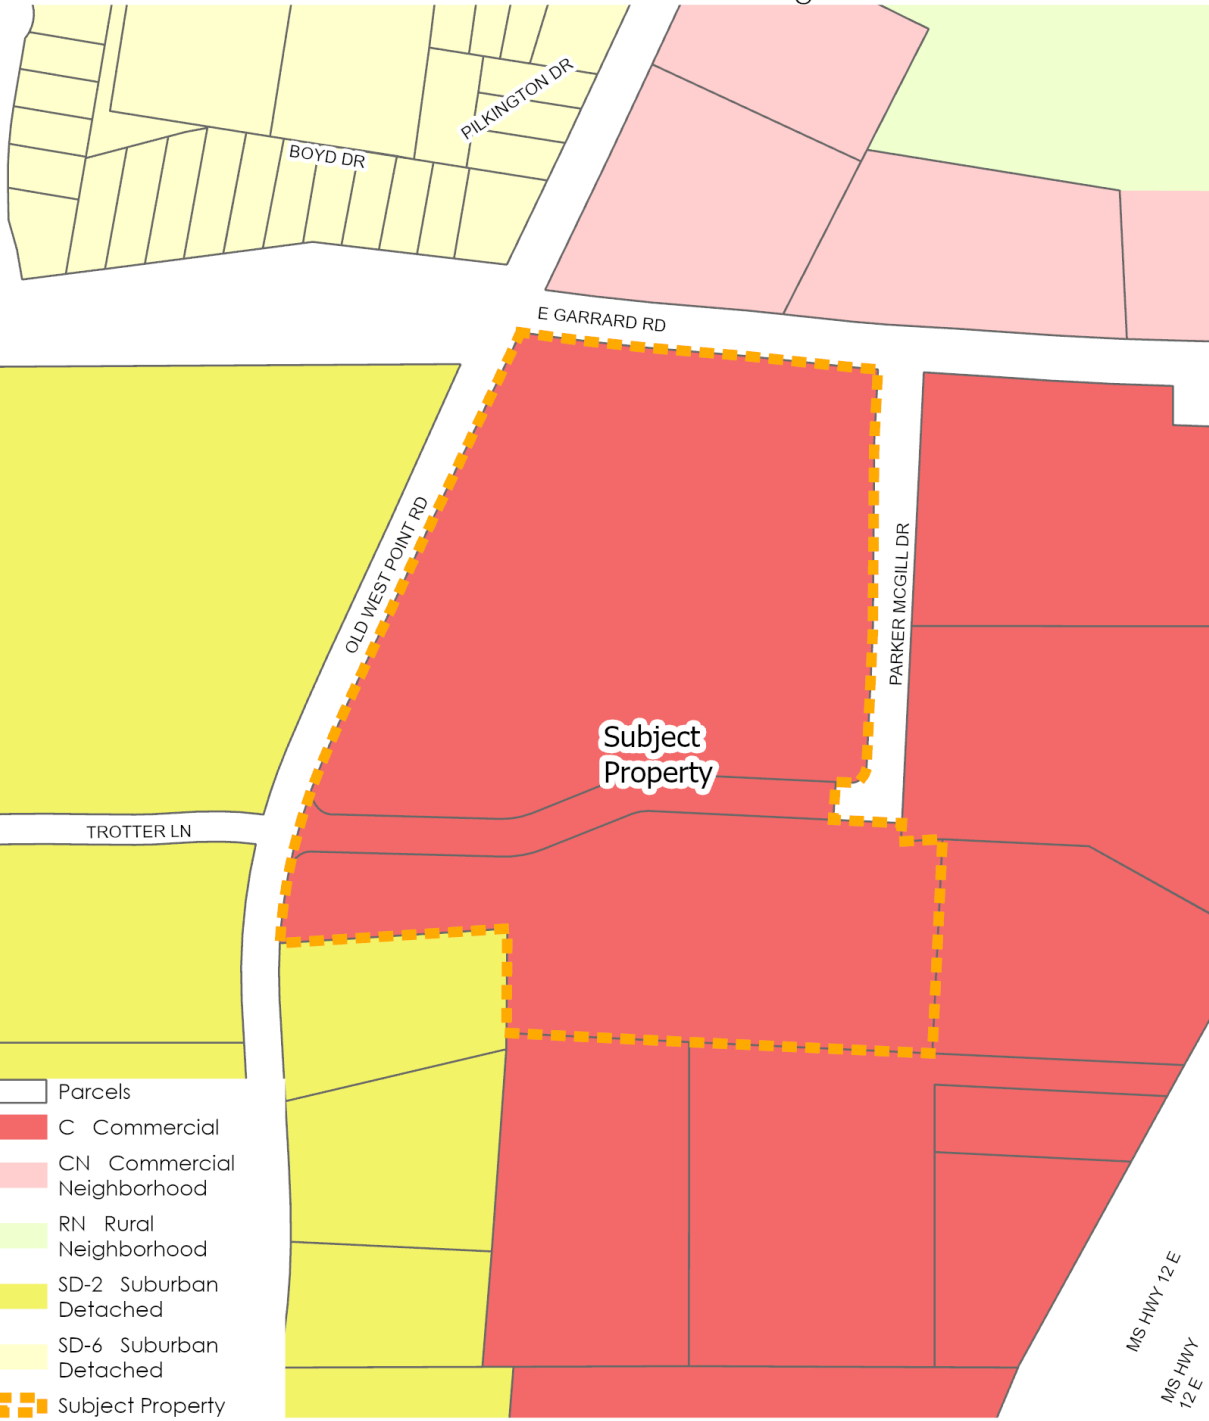 PILKINGTON DR
BOYD DR
E GARRARD RD
OLD WEST POINT RD
PARKER MCGILL DR
Subject
Property
TROTTER LN
Parcels
C Commercial
CN Commercial
Neighborhood
RN Rural
Neighborhood
SD-2 Suburban
Detached
SD-6 Suburban
Detached
Subject Property
MS HWY 12 E
MS HWY
12 E